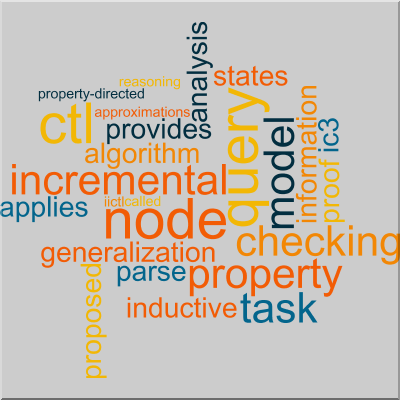 analysis
states
reasoning
property-directed
approximations
ctl
provides
query
model
information
ic3
algorithm
proof
incremental
applies
iictl
called
node
checking
generalization
parse
property
proposed
inductive
task